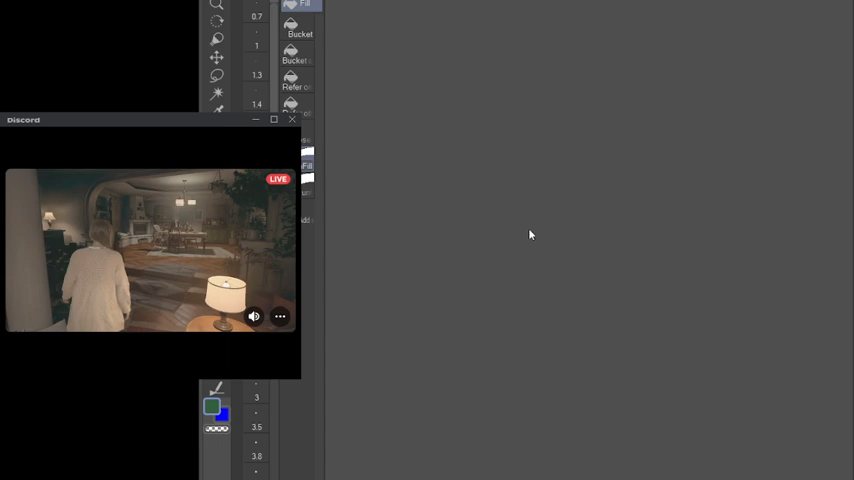 Fill
0.7
Bucket
1
Bucket
1.3
Refer co
1.4
Discord
LIVE
Fill
3
3.5
3.8